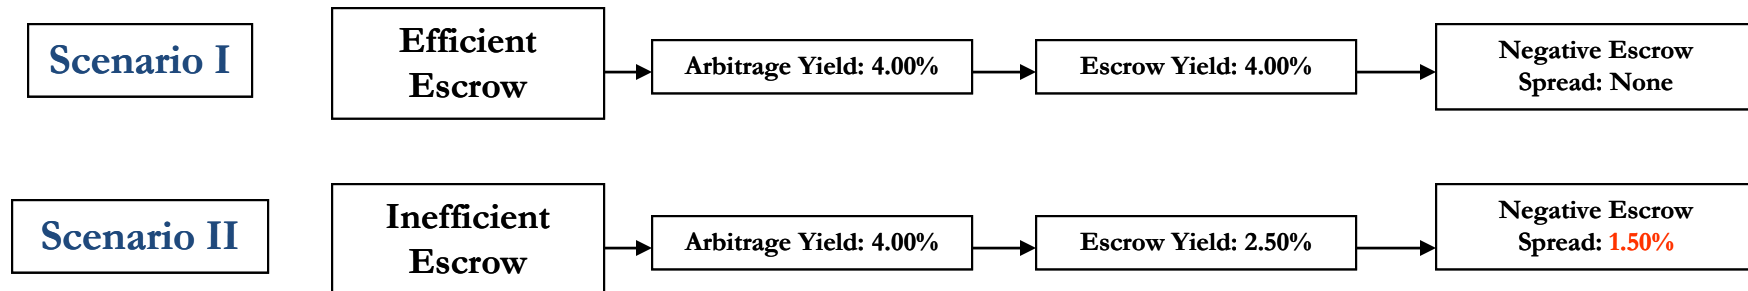 Scenario I
Efficient
Escrow
Arbitrage Yield: 4.00%
Escrow Yield: 4.00%
Negative Escrow
Spread: None
Scenario II
Inefficient
Escrow
Arbitrage Yield: 4.00%
Escrow Yield: 2.50%
Negative Escrow
Spread: 1.50%